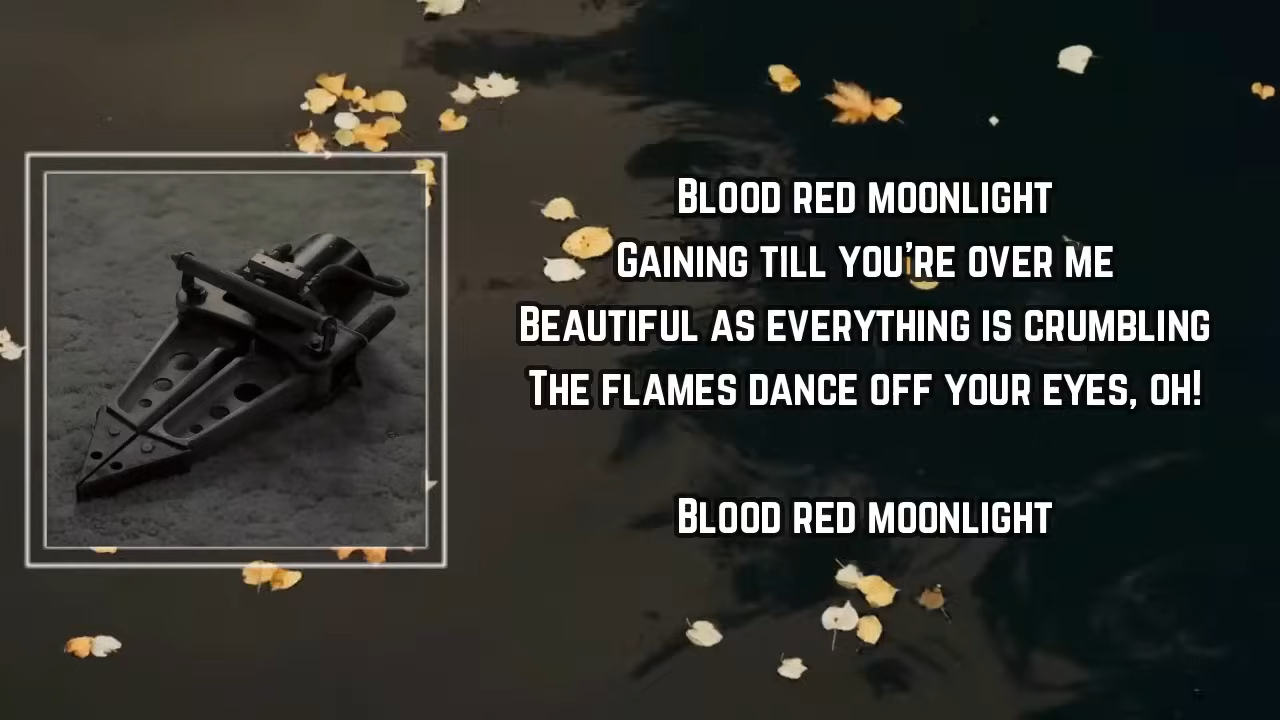 Blood red moonlight
Gaining till you're over me
Beautiful as everything is crumbling
The flames dance off your eyes, oh!
Blood red moonlight